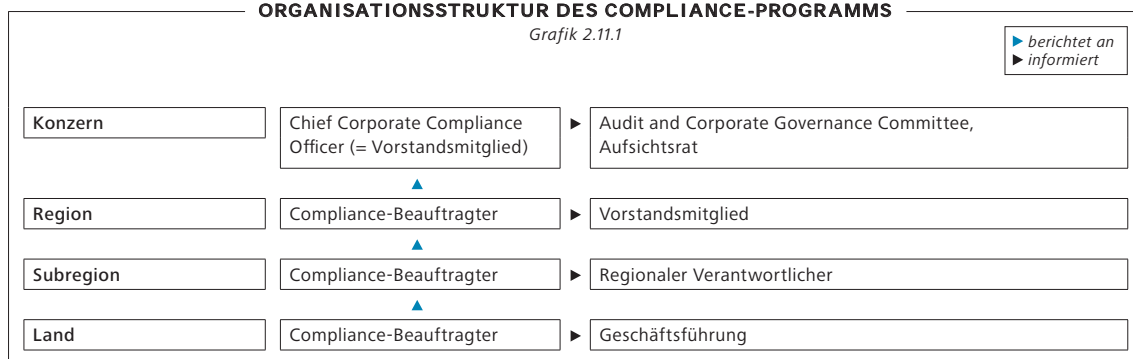 ORGANISATIONSSTRUKTUR DES COMPLIANCE-PROGRAMMS
Grafik 2.11.1
▶ berichtet an
▶ informiert
Konzern
Chief Corporate Compliance
Officer (= Vorstandsmitglied)
▶
Audit and Corporate Governance Committee,
Aufsichtsrat
▲
Region
Compliance-Beauftragter
▶
Vorstandsmitglied
▲
Subregion
Compliance-Beauftragter
▶
Regionaler Verantwortlicher
▲
Land
Compliance-Beauftragter
▶
Geschäftsführung